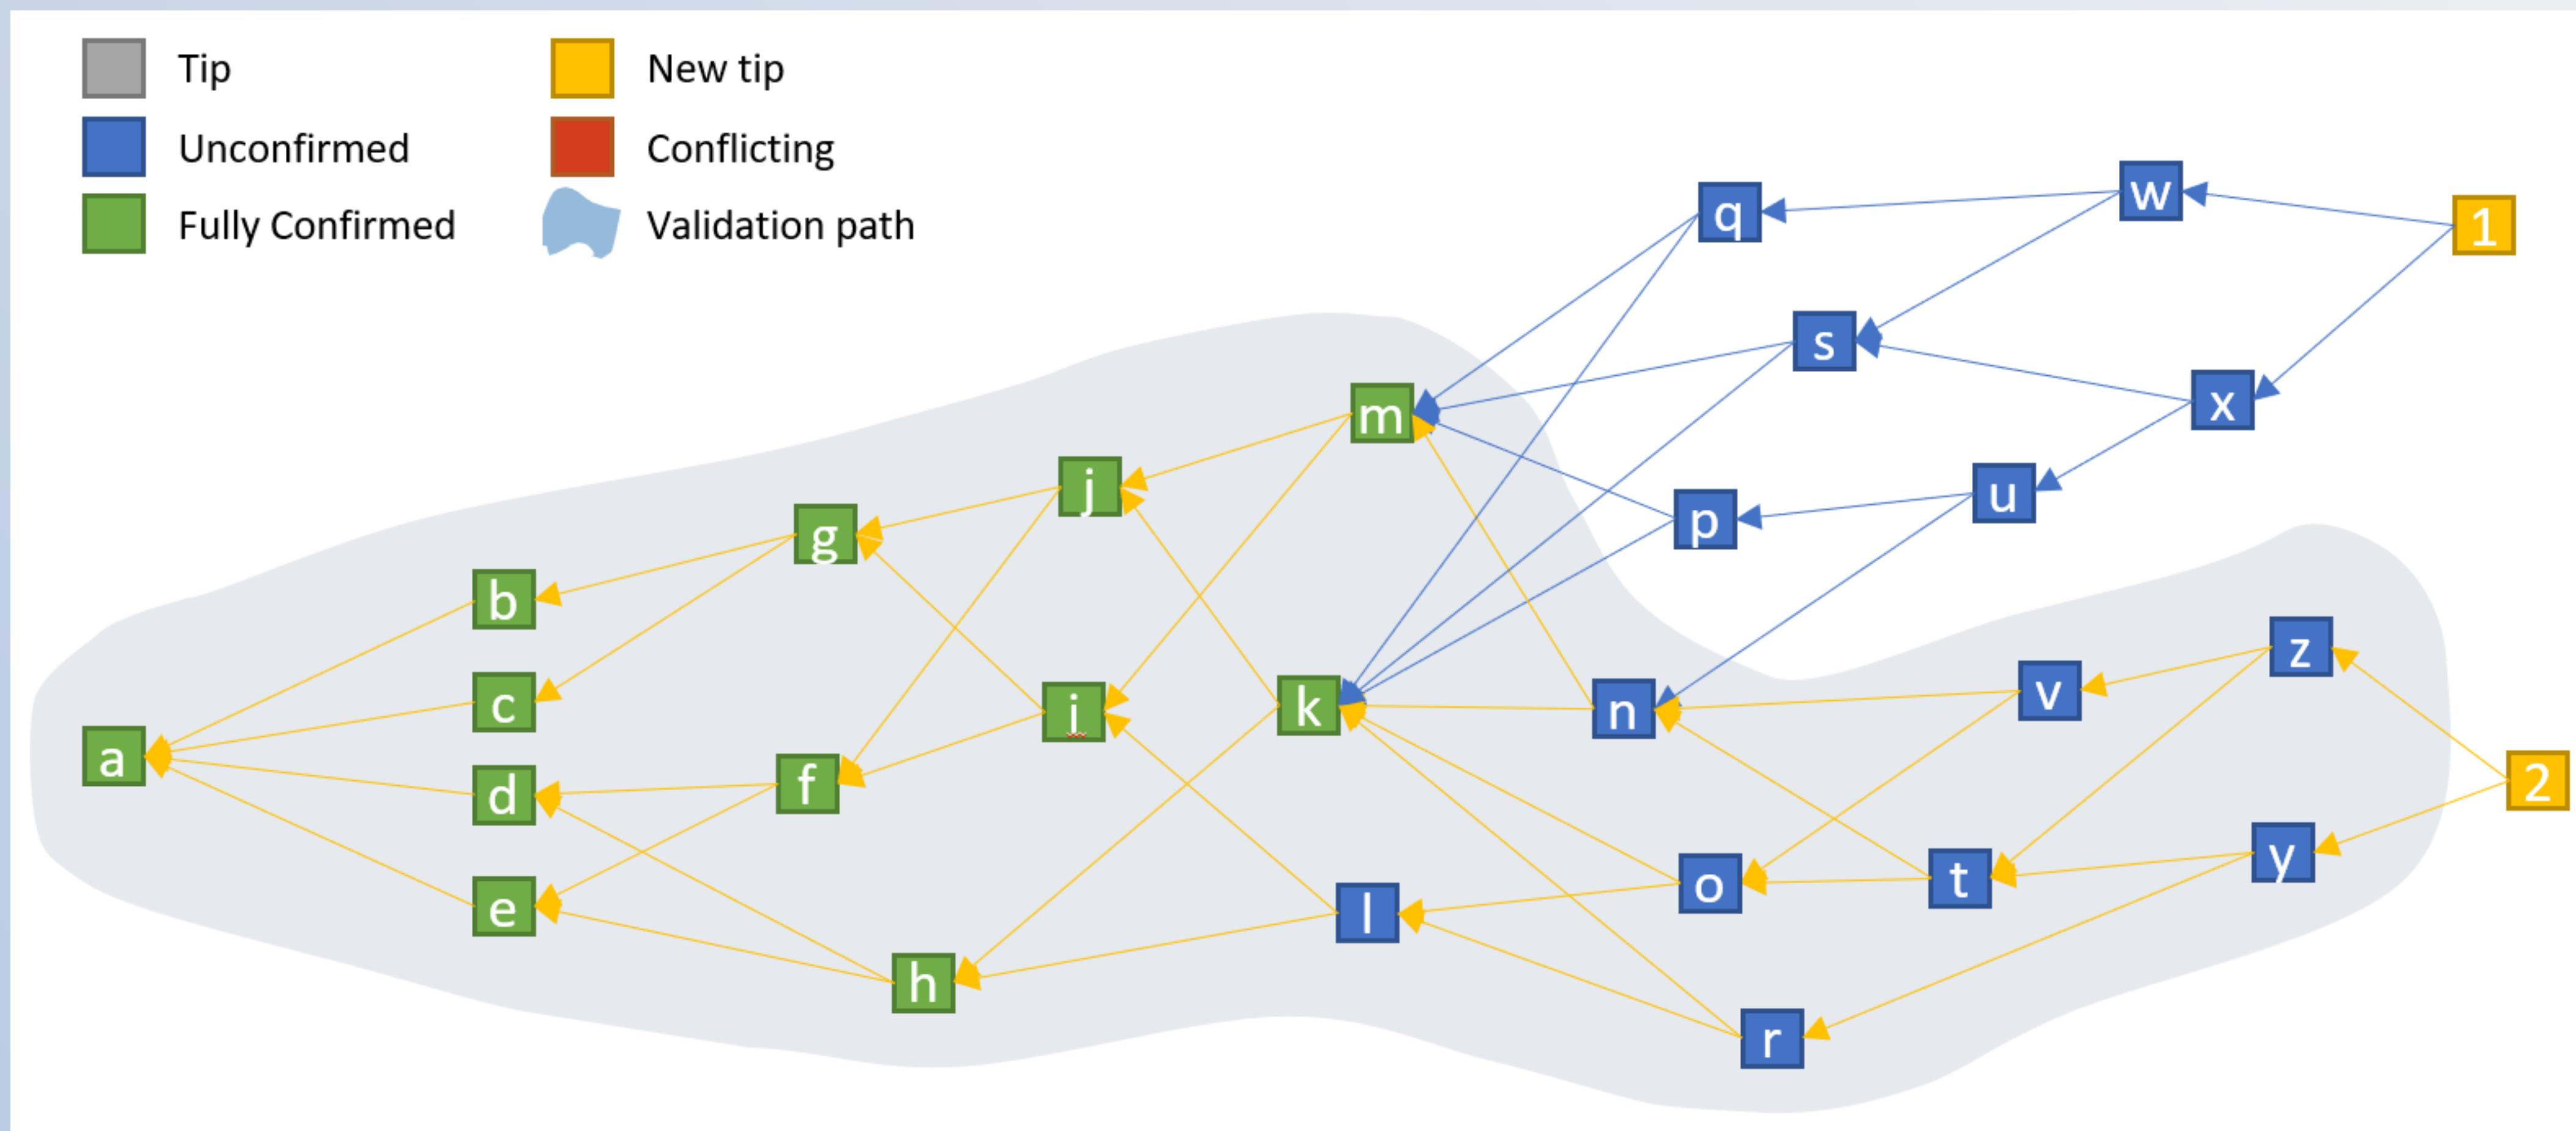 Tip
New tip
Unconfirmed
Conflicting
Fully Confirmed
Validation path
w
q
1
s
x
m
j
u
g
p
b
z
v
c
i
k
n
a
d
f
2
y
t
o
e
l
h
r